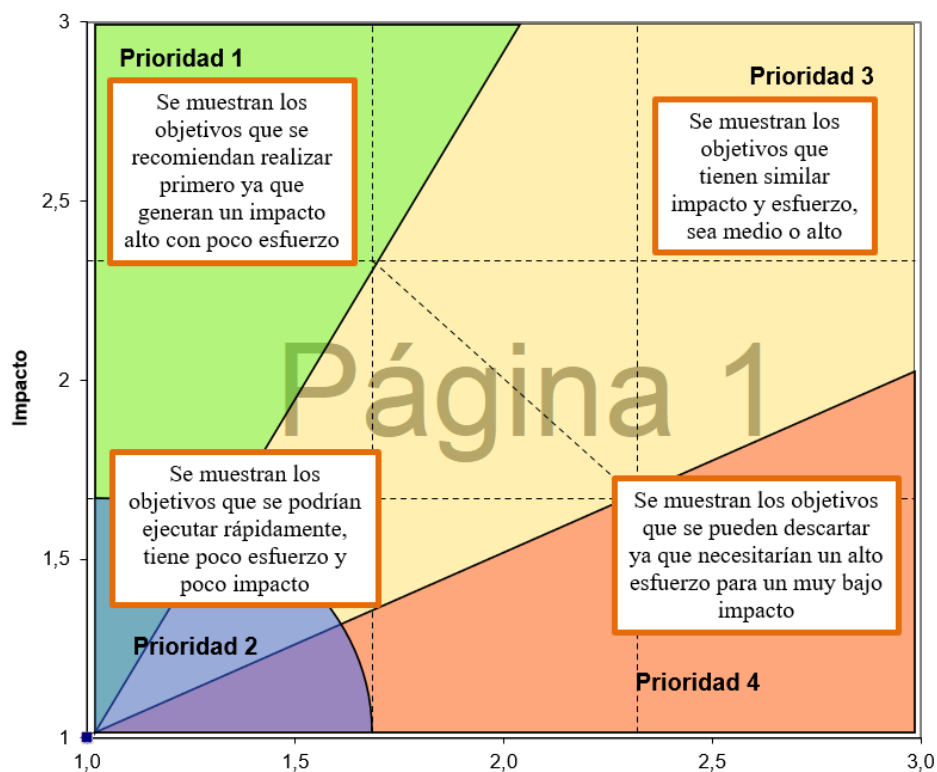 3
Prioridad 1
Se muestran los
objetivos que se
recomiendan realizar
primero ya que
generan un impacto
alto con poco esfuerzo
Prioridad 3
Se muestran los
objetivos que
tienen similar
impacto y esfuerzo,
sea medio o alto
2,5
Impacto
2
Página 1
Se muestran los
objetivos que se podrían
ejecutar rápidamente,
tiene poco esfuerzo y
poco impacto
Se muestran los objetivos
que se pueden descartar
ya que necesitarían un alto
esfuerzo para un muy bajo
impacto
1,5
Prioridad 2
Prioridad 4
1
1,0
1,5
2,0
2,5
3,0